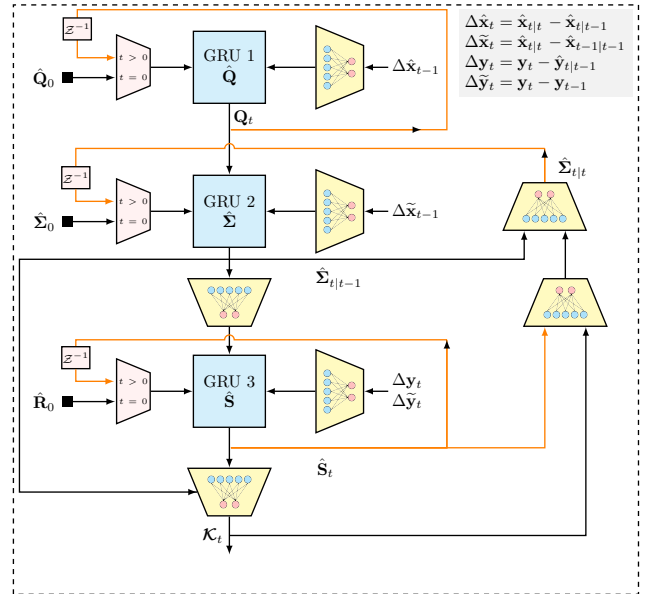 𝒵⁻¹
t > 0
t = 0
Q̂₀
GRU 1
Q̂
Δx̂ₜ₋₁
Δx̂ₜ = x̂ₜ|ₜ − x̂ₜ|ₜ₋₁
Δx̃ₜ = x̂ₜ|ₜ − x̂ₜ₋₁|ₜ₋₁
Δyₜ = yₜ − ŷₜ|ₜ₋₁
Δỹₜ = yₜ − yₜ₋₁
Qₜ
𝒵⁻¹
t > 0
t = 0
Σ̂₀
GRU 2
Σ̂
Δx̃ₜ₋₁
Σ̂ₜ|ₜ
Σ̂ₜ|ₜ₋₁
𝒵⁻¹
t > 0
t = 0
R̂₀
GRU 3
Ŝ
Δyₜ
Δỹₜ
Ŝₜ
𝒦ₜ